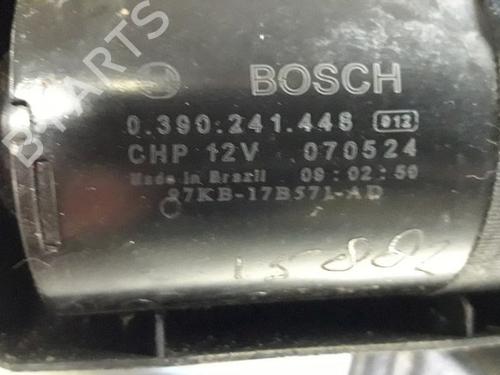 BOSCH
0.390.241.448 912
CHP 12V 070524
Made in Brazil 09:02:50
97KB-17B571-AD
B-PARTS